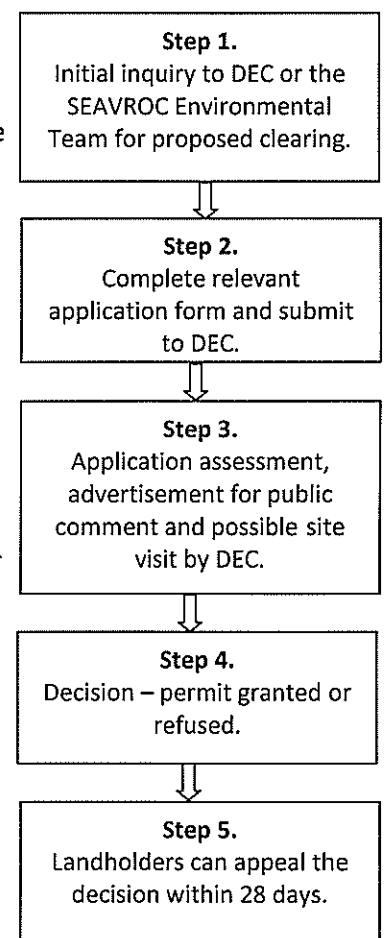 Step 1.
Initial inquiry to DEC or the
SEAVROC Environmental
Team for proposed clearing.
e
Step 2.
Complete relevant
application form and submit
to DEC.
Step 3.
Application assessment,
advertisement for public
comment and possible site
visit by DEC.
Step 4.
Decision – permit granted or
refused.
Step 5.
Landholders can appeal the
decision within 28 days.